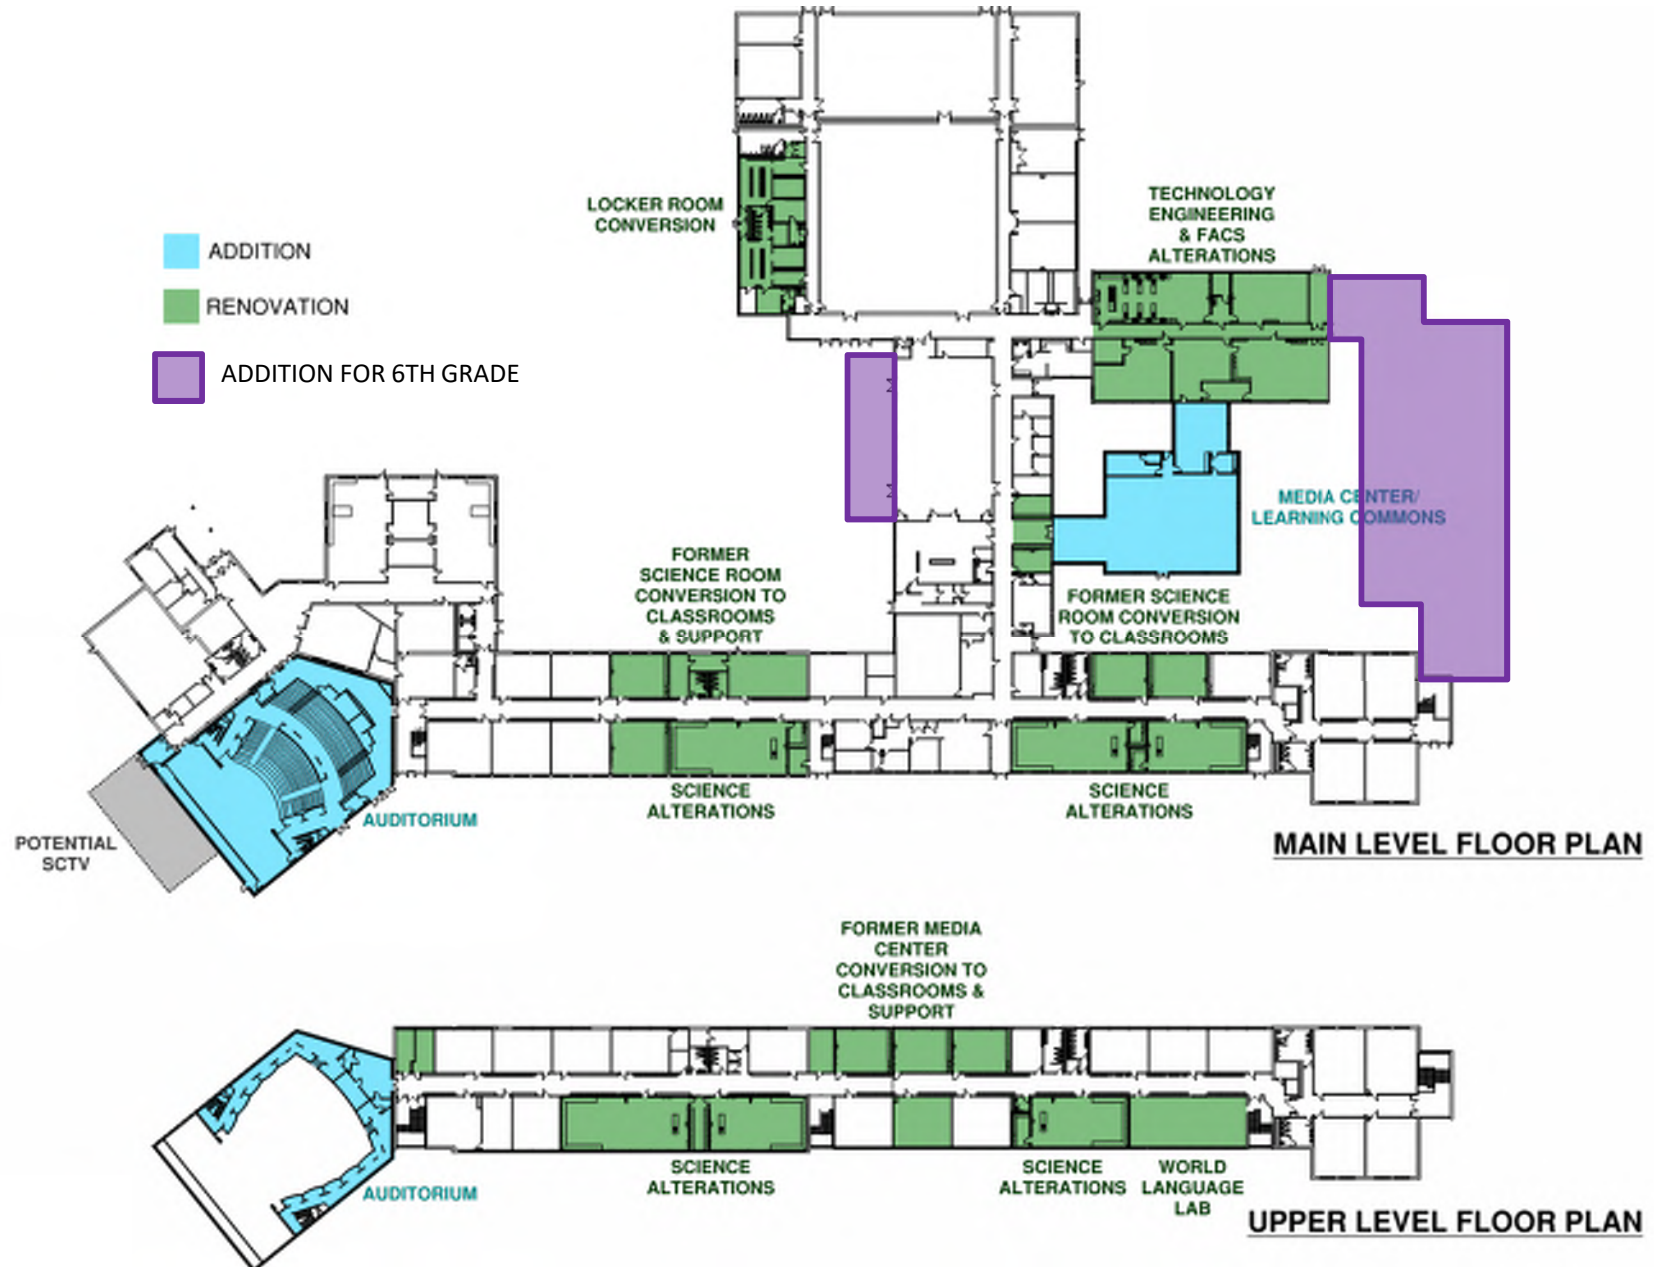 LOCKER ROOM
CONVERSION
TECHNOLOGY
ENGINEERING
& FACS
ALTERATIONS
ADDITION
RENOVATION
ADDITION FOR 6TH GRADE
MEDIA CENTER/
LEARNING COMMONS
FORMER
SCIENCE ROOM
CONVERSION TO
CLASSROOMS
& SUPPORT
FORMER SCIENCE
ROOM CONVERSION
TO CLASSROOMS
SCIENCE
ALTERATIONS
SCIENCE
ALTERATIONS
AUDITORIUM
POTENTIAL
SCTV
MAIN LEVEL FLOOR PLAN
FORMER MEDIA
CENTER
CONVERSION TO
CLASSROOMS &
SUPPORT
AUDITORIUM
SCIENCE
ALTERATIONS
SCIENCE
ALTERATIONS
WORLD
LANGUAGE
LAB
UPPER LEVEL FLOOR PLAN